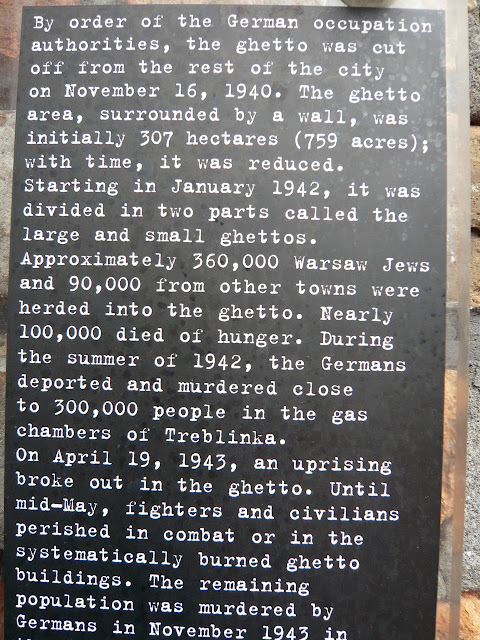 By order of the German occupation
authorities, the ghetto was cut
off from the rest of the city
on November 16, 1940. The ghetto
area, surrounded by a wall, was
initially 307 hectares (759 acres);
with time, it was reduced.
Starting in January 1942, it was
divided in two parts called the
large and small ghettos.
Approximately 360,000 Warsaw Jews
and 90,000 from other towns were
herded into the ghetto. Nearly
100,000 died of hunger. During
the summer of 1942, the Germans
deported and murdered close
to 300,000 people in the gas
chambers of Treblinka.
On April 19, 1943, an uprising
broke out in the ghetto. Until
mid-May, fighters and civilians
perished in combat or in the
systematically burned ghetto
buildings. The remaining
population was murdered by
Germans in November 1943 in